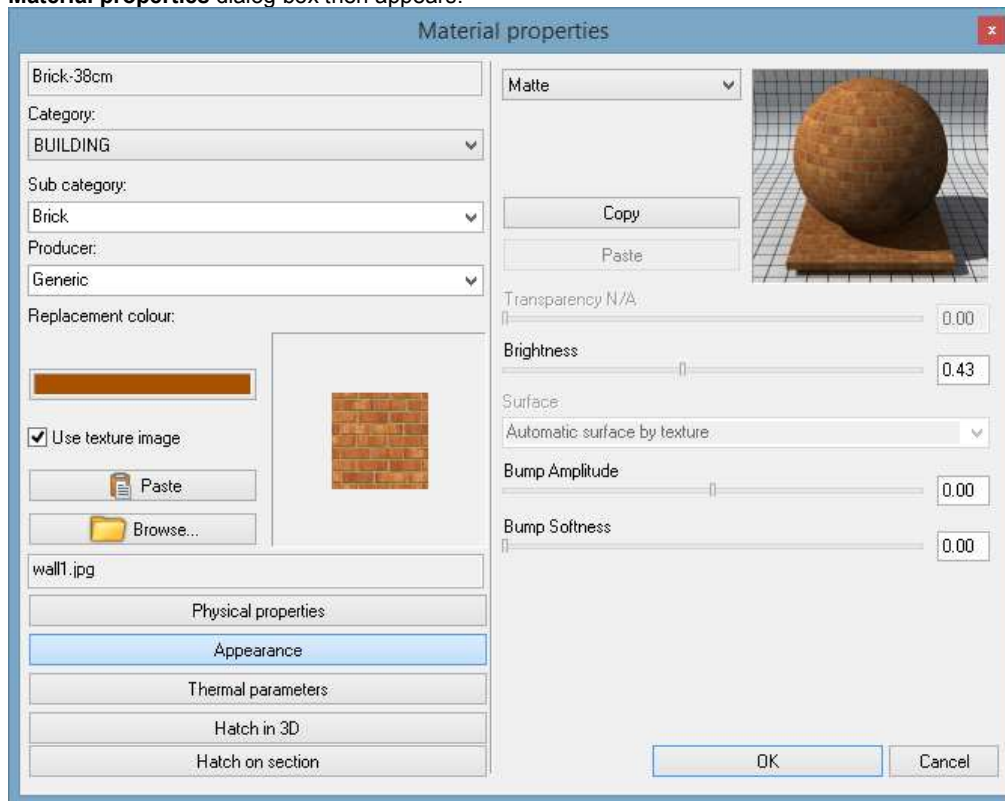 Material properties dialog box then appears.
Material properties
x
Brick-38cm
Category:
BUILDING
Sub category:
Brick
Producer:
Generic
Replacement colour:
Use texture image
Paste
Browse...
wall1.jpg
Physical properties
Appearance
Thermal parameters
Hatch in 3D
Hatch on section
Matte
Copy
Paste
Transparency N/A
0.00
Brightness
0.43
Surface
Automatic surface by texture
Bump Amplitude
0.00
Bump Softness
0.00
OK
Cancel